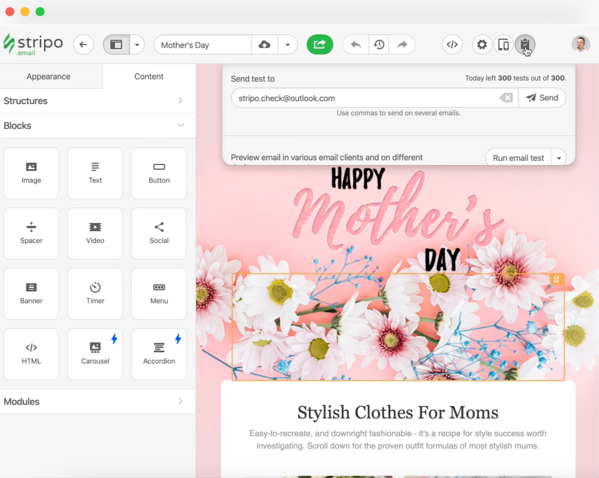 stripo
.email
Mother's Day
Appearance
Content
Structures
Blocks
Image
Text
Button
Spacer
Video
Social
Banner
Timer
Menu
HTML
Carousel
Accordion
Modules
Send test to
Today left 300 tests out of 300.
stripo.check@outlook.com
Send
Use commas to send on several emails.
Preview email in various email clients and on different
Run email test
HAPPY
Mother's
DAY
Stylish Clothes For Moms
Easy-to-recreate, and downright fashionable - it's a recipe for style success worth
investigating. Scroll down for the proven outfit formulas of most stylish mums.